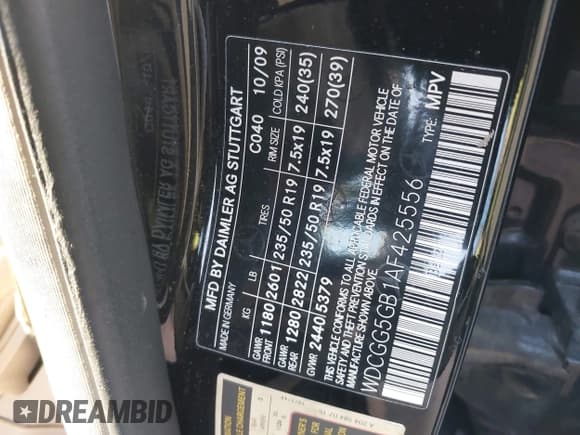 MFD BY DAIMLER AG STUTTGART
MADE IN GERMANY
C040 10/09
KG LB TIRES RIM SIZE COLD KPA (PSI)
GAWR FRONT 1180 2601 235/50 R19 7.5x19 240(35)
GAWR REAR 1280 2822 235/50 R19 7.5x19 270(39)
GVWR 2440 5379
THIS VEHICLE CONFORMS TO ALL APPLICABLE FEDERAL MOTOR VEHICLE
SAFETY AND THEFT PREVENTION STANDARDS IN EFFECT ON THE DATE OF
MANUFACTURE SHOWN ABOVE.
WDCGG5GB1AF425556 TYPE: MPV
DREAMBID